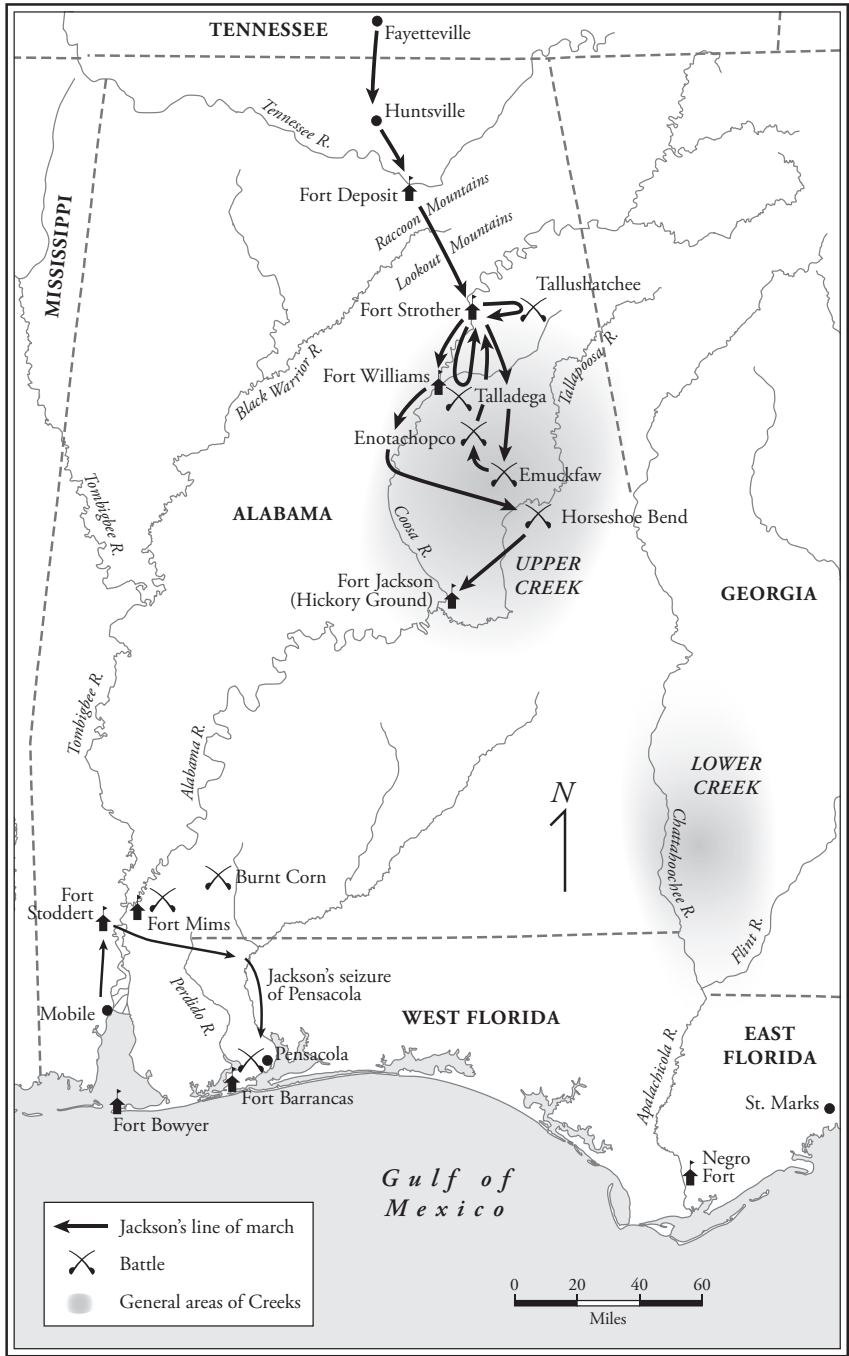 TENNESSEE
Fayetteville
Huntsville
Tennessee R.
Fort Deposit
Raccoon Mountains
Lookout Mountains
MISSISSIPPI
Tallushatchee
Fort Strother
Tallapoosa R.
Fort Williams
Black Warrior R.
Talladega
Enotachopco
Emuckfaw
Tombigbee R.
ALABAMA
Coosa R.
Horseshoe Bend
UPPER
CREEK
Fort Jackson
(Hickory Ground)
GEORGIA
Tombigbee R.
Alabama R.
LOWER
CREEK
N
Chattahoochee R.
Burnt Corn
Fort
Stoddert
Fort Mims
Flint R.
Jackson's seizure
of Pensacola
Perdido R.
Mobile
WEST FLORIDA
EAST
FLORIDA
Pensacola
Apalachicola R.
Fort Barrancas
St. Marks
Fort Bowyer
Negro
Fort
Gulf of
Mexico
Jackson's line of march
Battle
General areas of Creeks
0 20 40 60
Miles